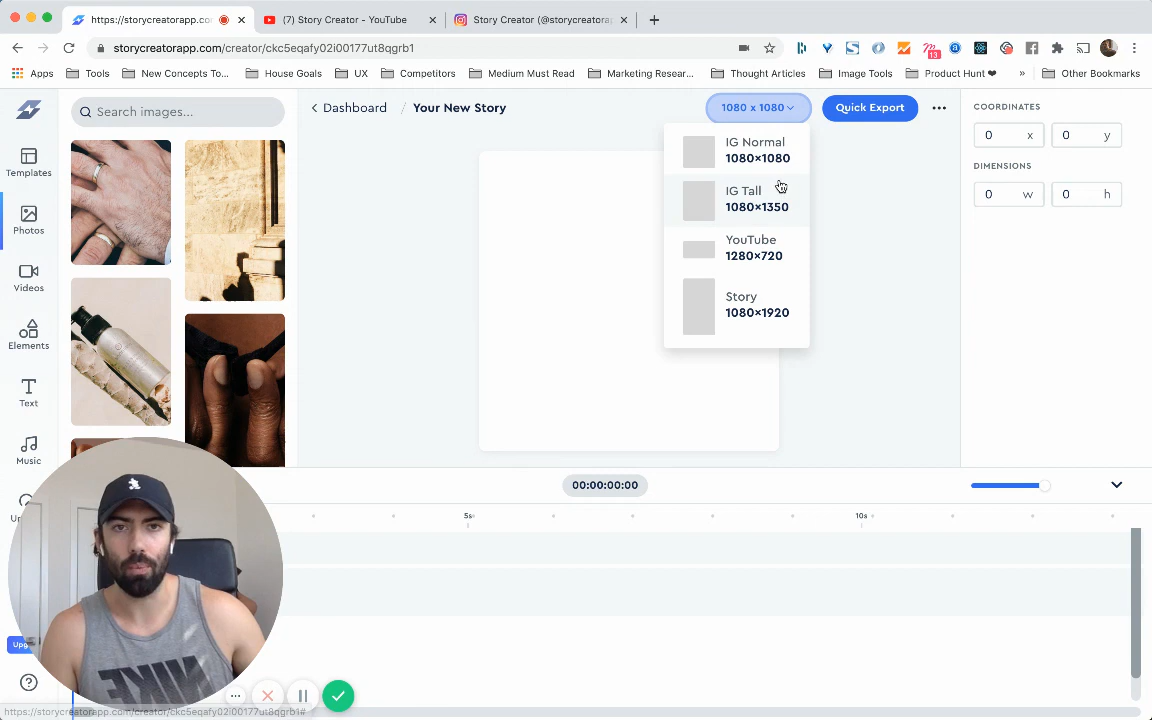 https://storycreatorapp.co
(7) Story Creator - YouTube
Story Creator (@storycreatora
storycreatorapp.com/creator/ckc5eqafy02i00177ut8qgrb1
13
Apps
Tools
New Concepts To...
House Goals
UX
Competitors
Medium Must Read
Marketing Resear...
Thought Articles
Image Tools
Product Hunt ❤
»
Other Bookmarks
Search images...
Dashboard / Your New Story
1080 x 1080
Quick Export
COORDINATES
0 x
0 y
DIMENSIONS
0 w
0 h
IG Normal
1080×1080
IG Tall
1080×1350
YouTube
1280×720
Story
1080×1920
Templates
Photos
Videos
Elements
Text
Music
00:00:00:00
5s
10s
NIKE
https://storycreatorapp.com/creator/ckc5eqafy02i00177ut8qgrb1#